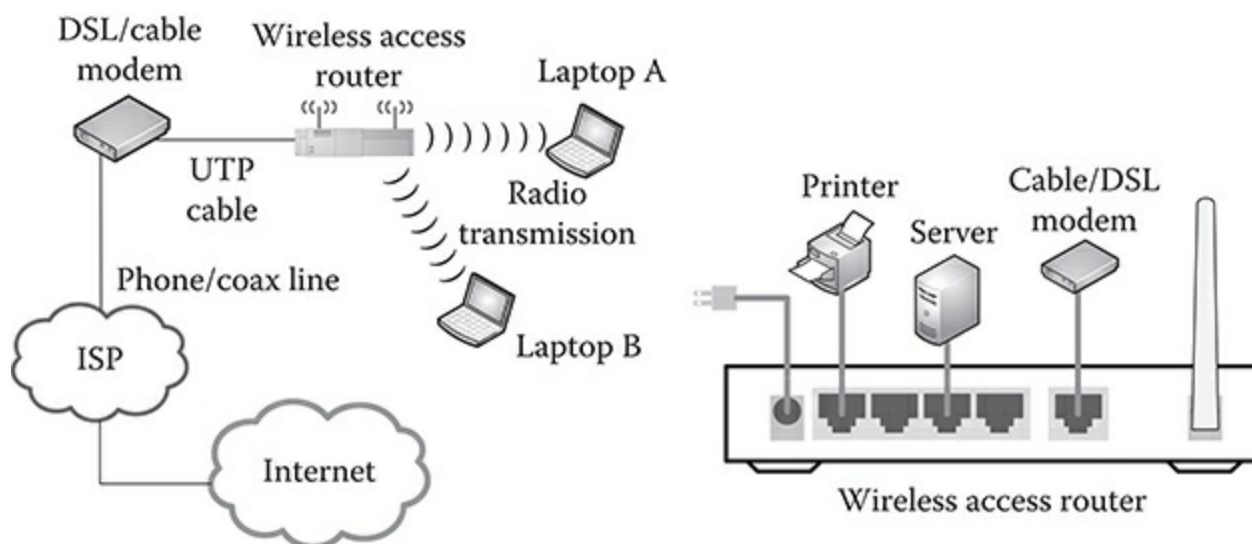 DSL/cable
modem
Wireless access
router
Laptop A
UTP
cable
Radio
transmission
Phone/coax line
Laptop B
ISP
Internet
Printer
Server
Cable/DSL
modem
Wireless access router